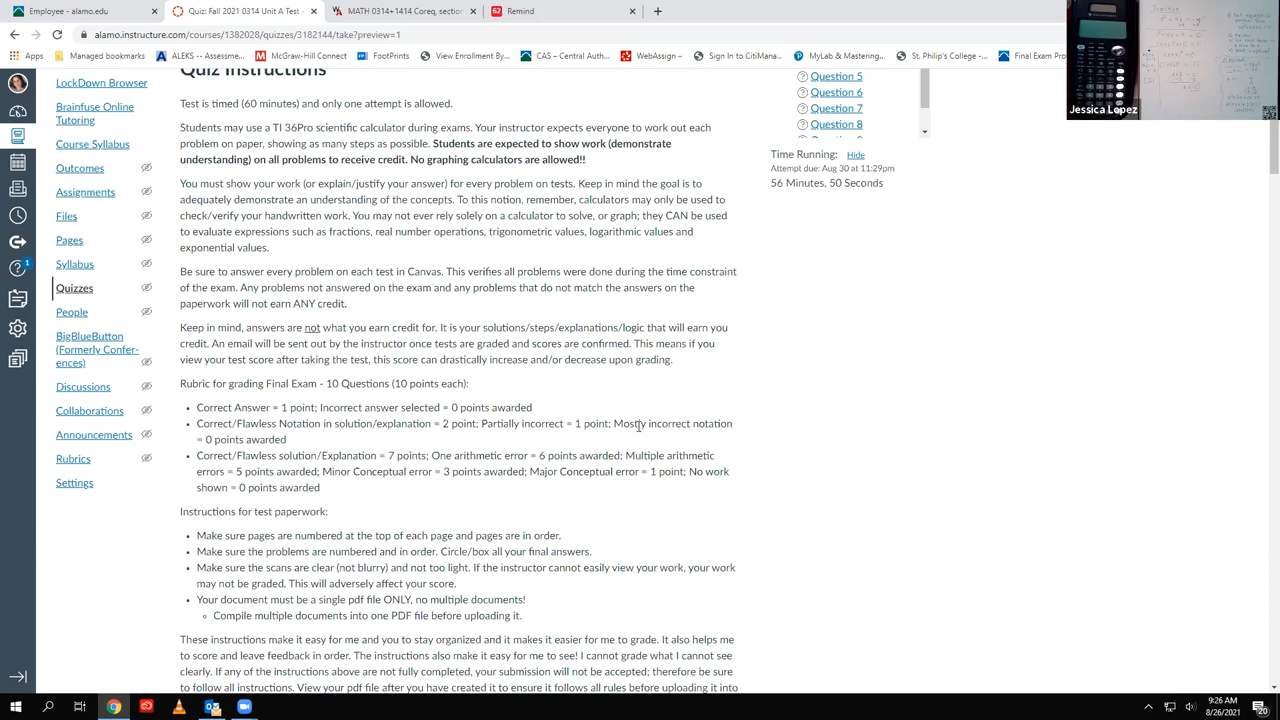 Employee - alamo.edu
Quiz: Fall 2021 0314 Unit A Test -
MATH 0314+ 1414 Coreq, section
Remind
alamo.instructure.com/courses/1382028/quizzes/3182144/take?preview=1
Apps
Managed bookmarks
ALEKS -- McGraw-Hi...
McGraw-Hill Connect
WebAssign -
Sign In to CitiMana...
MyLabs: Mastering...
St. Philip's College -...
Final Exam Pro
Jessica Lopez
LockDown Browser
Brainfuse Online
Tutoring
Course Syllabus
Outcomes
Assignments
Files
Pages
Syllabus
Quizzes
People
BigBlueButton
(Formerly Confer-
ences)
Discussions
Collaborations
Announcements
Rubrics
Settings
1
Quiz Instructions
Test is timed (60 minutes) and only one attempt is allowed.
Students may use a TI 36Pro scientific calculator during exams. Your instructor expects everyone to work out each
problem on paper, showing as many steps as possible. Students are expected to show work (demonstrate
understanding) on all problems to receive credit. No graphing calculators are allowed!!
You must show your work (or explain/justify your answer) for every problem on tests. Keep in mind the goal is to
adequately demonstrate an understanding of the concepts. To this notion, remember, calculators may only be used to
check/verify your handwritten work. You may not ever rely solely on a calculator to solve, or graph; they CAN be used
to evaluate expressions such as fractions, real number operations, trigonometric values, logarithmic values and
exponential values.
Be sure to answer every problem on each test in Canvas. This verifies all problems were done during the time constraint
of the exam. Any problems not answered on the exam and any problems that do not match the answers on the
paperwork will not earn ANY credit.
Keep in mind, answers are not what you earn credit for. It is your solutions/steps/explanations/logic that will earn you
credit. An email will be sent out by the instructor once tests are graded and scores are confirmed. This means if you
view your test score after taking the test, this score can drastically increase and/or decrease upon grading.
Rubric for grading Final Exam - 10 Questions (10 points each):
Correct Answer = 1 point; Incorrect answer selected = 0 points awarded
Correct/Flawless Notation in solution/explanation = 2 point; Partially incorrect = 1 point; Mostly incorrect notation
= 0 points awarded
Correct/Flawless solution/Explanation = 7 points; One arithmetic error = 6 points awarded; Multiple arithmetic
errors = 5 points awarded; Minor Conceptual error = 3 points awarded; Major Conceptual error = 1 point; No work
shown = 0 points awarded
Instructions for test paperwork:
Make sure pages are numbered at the top of each page and pages are in order.
Make sure the problems are numbered and in order. Circle/box all your final answers.
Make sure the scans are clear (not blurry) and not too light. If the instructor cannot easily view your work, your work
may not be graded. This will adversely affect your score.
Your document must be a single pdf file ONLY, no multiple documents!
Compile multiple documents into one PDF file before uploading it.
These instructions make it easy for me and you to stay organized and it makes it easier for me to grade. It also helps me
to score and leave feedback in order. The instructions also make it easy for me to see! I cannot grade what I cannot see
clearly. If any of the instructions above are not fully completed, your submission will not be accepted; therefore be sure
to follow all instructions. View your pdf file after you have created it to ensure it follows all rules before uploading it into
Question 5
Question 6
Question 7
Question 8
Time Running: Hide
Attempt due: Aug 30 at 11:29pm
56 Minutes, 50 Seconds
9:26 AM
8/26/2021
20